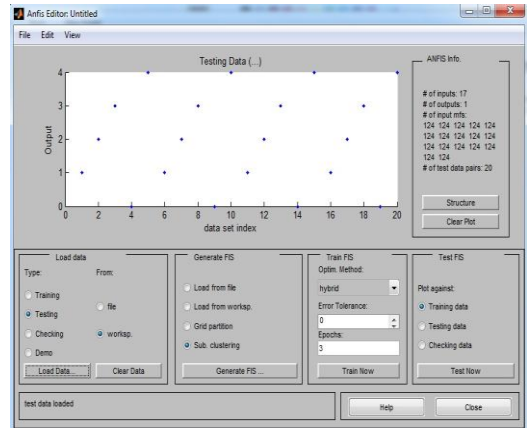 Anfis Editor: Untitled
File Edit View
Testing Data (...)
4
3
2
1
0
Output
0 2 4 6 8 10 12 14 16 18 20
data set index
ANFIS Info.
# of inputs: 17
# of outputs: 1
# of input mfs:
124 124 124 124 124
124 124 124 124 124
124 124 124 124 124
124 124
# of test data pairs: 20
Structure
Clear Plot
Load data
Type: From:
Training
file
Testing
Checking
worksp.
Demo
Load Data... Clear Data
Generate FIS
Load from file
Load from worksp.
Grid partition
Sub. clustering
Generate FIS ...
Train FIS
Optim. Method:
hybrid
Error Tolerance:
0
Epochs:
3
Train Now
Test FIS
Plot against:
Training data
Testing data
Checking data
Test Now
test data loaded
Help Close